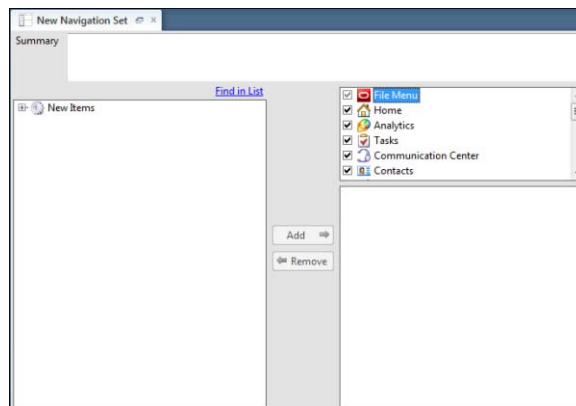 New Navigation Set
Summary
Find in List
New Items
File Menu
Home
Analytics
Tasks
Communication Center
Contacts
Add
Remove